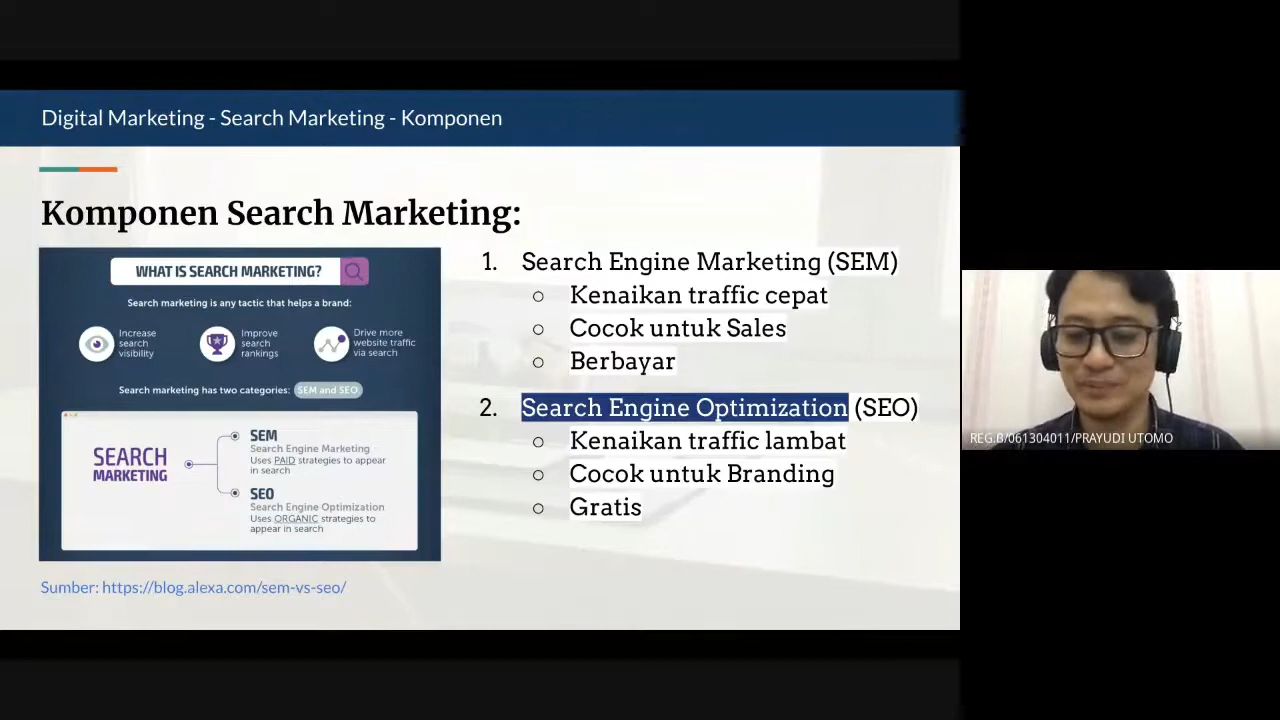 Digital Marketing - Search Marketing - Komponen
Komponen Search Marketing:
WHAT IS SEARCH MARKETING?
Search marketing is any tactic that helps a brand:
Increase
search
visibility
Improve
search
rankings
Drive more
website traffic
via search
Search marketing has two categories: SEM and SEO
SEARCH
MARKETING
SEM
Search Engine Marketing
Uses PAID strategies to appear
in search
SEO
Search Engine Optimization
Uses ORGANIC strategies to
appear in search
Sumber: https://blog.alexa.com/sem-vs-seo/
1. Search Engine Marketing (SEM)
○ Kenaikan traffic cepat
○ Cocok untuk Sales
○ Berbayar
2. Search Engine Optimization (SEO)
○ Kenaikan traffic lambat
○ Cocok untuk Branding
○ Gratis
REG.B/061304011/PRAYUDI UTOMO